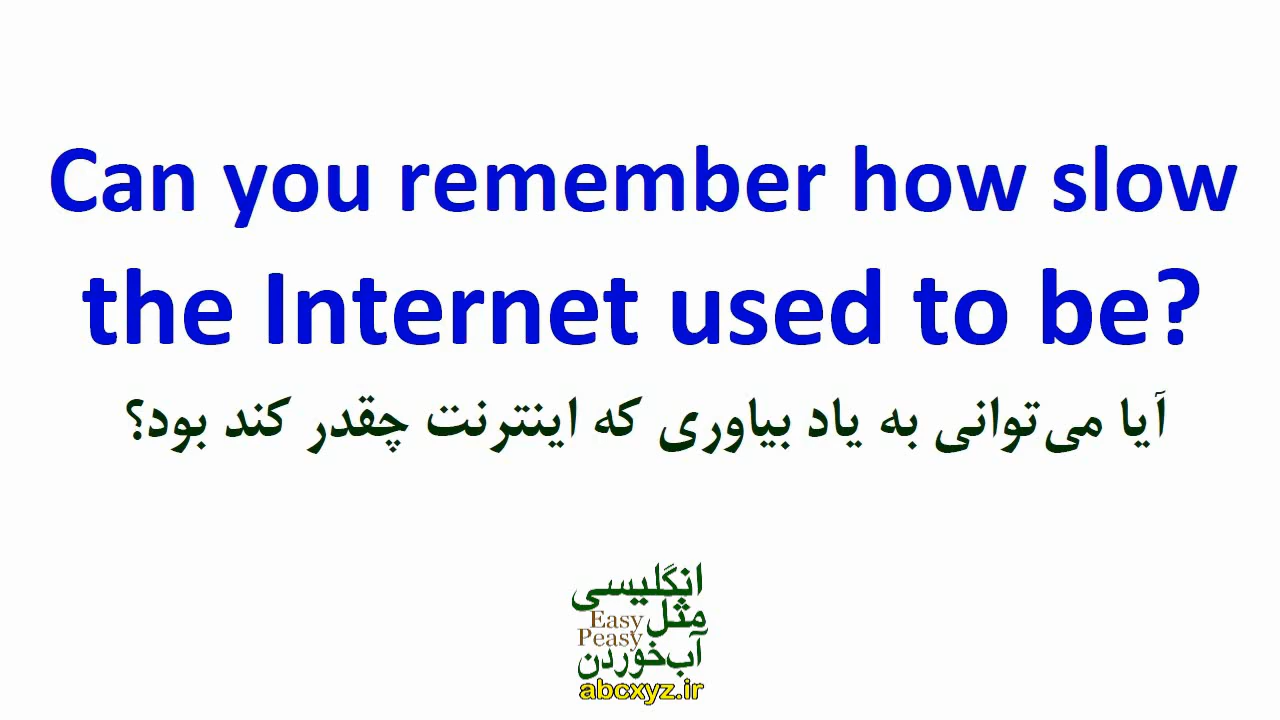 Can you remember how slow
the Internet used to be?
آیا می‌توانی به یاد بیاوری که اینترنت چقدر کند بود؟
انگلیسی
مثل
Easy
Peasy
آب‌خوردن
abcxyz.ir